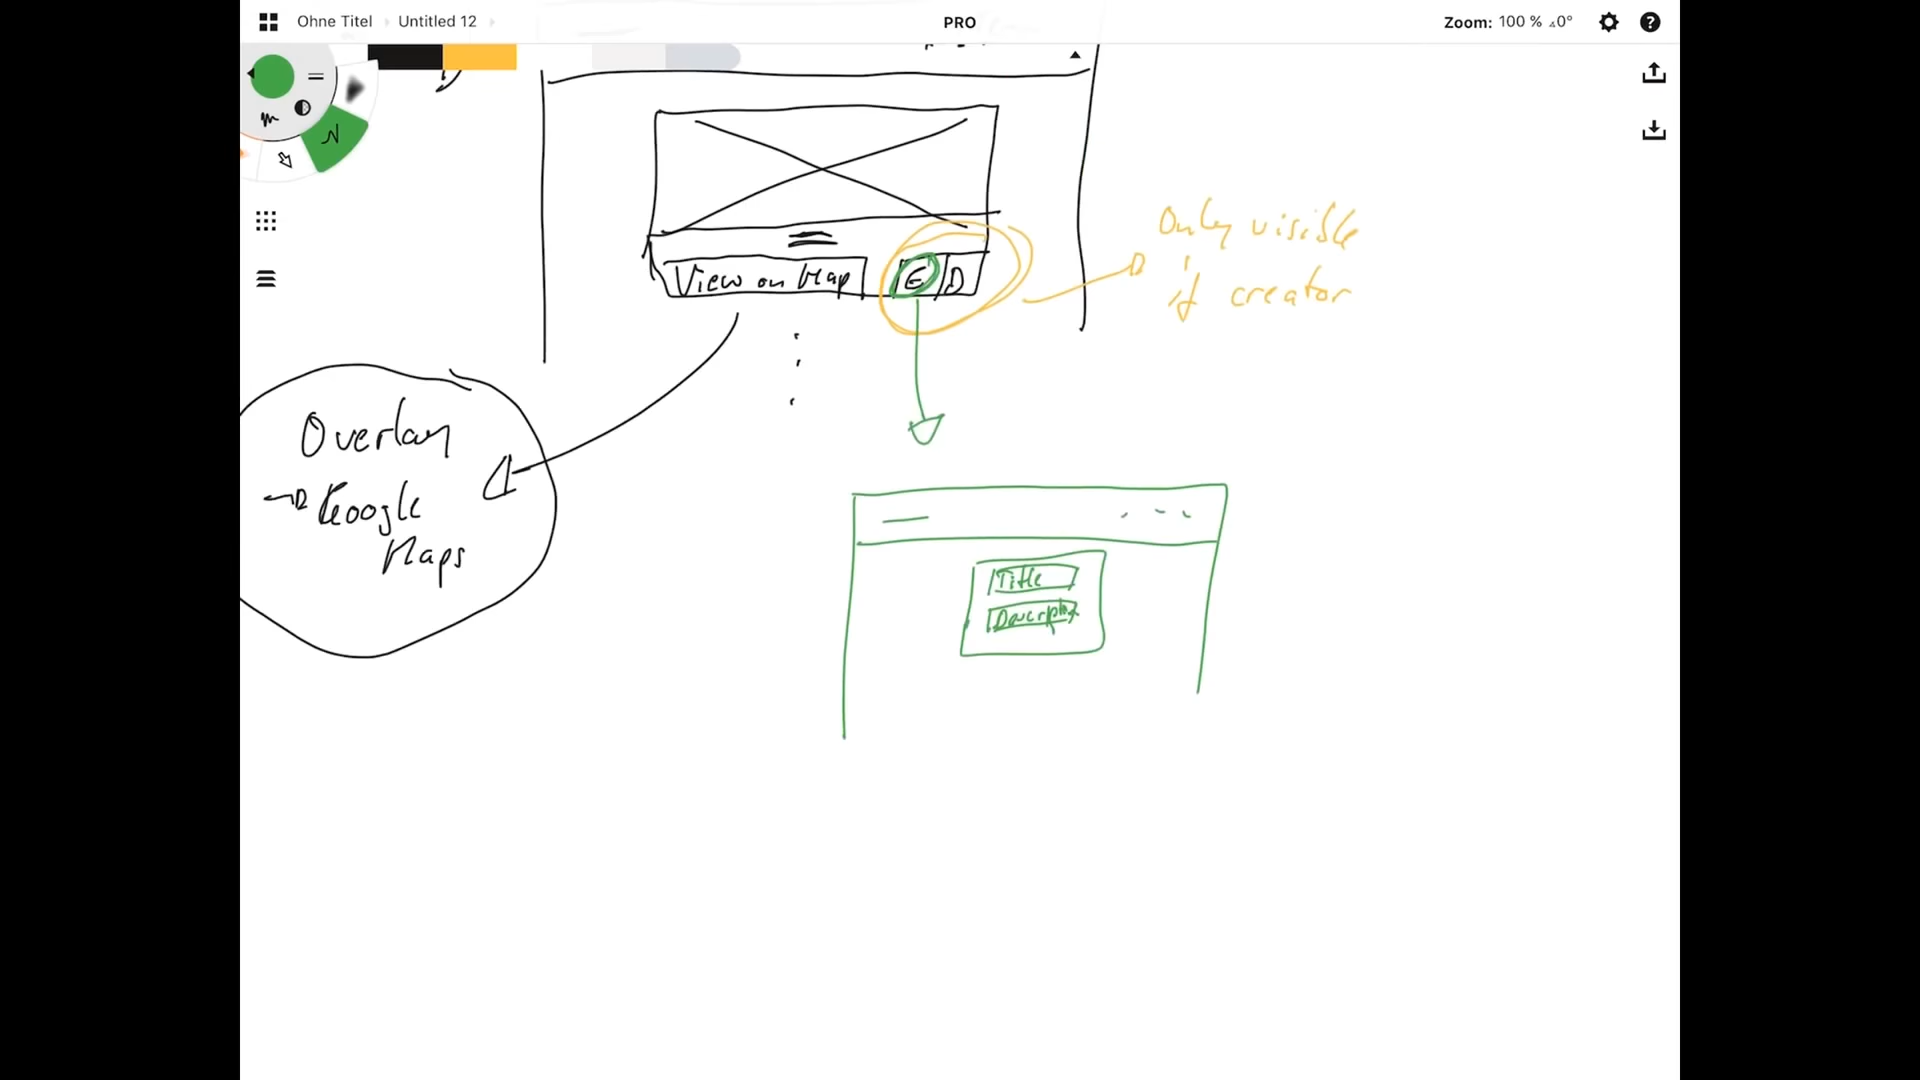 Ohne Titel
Untitled 12
PRO
Zoom: 100 % ⊿0°
Only visible
if creator
View on Map
E
D
Overlay
Google
Maps
Title